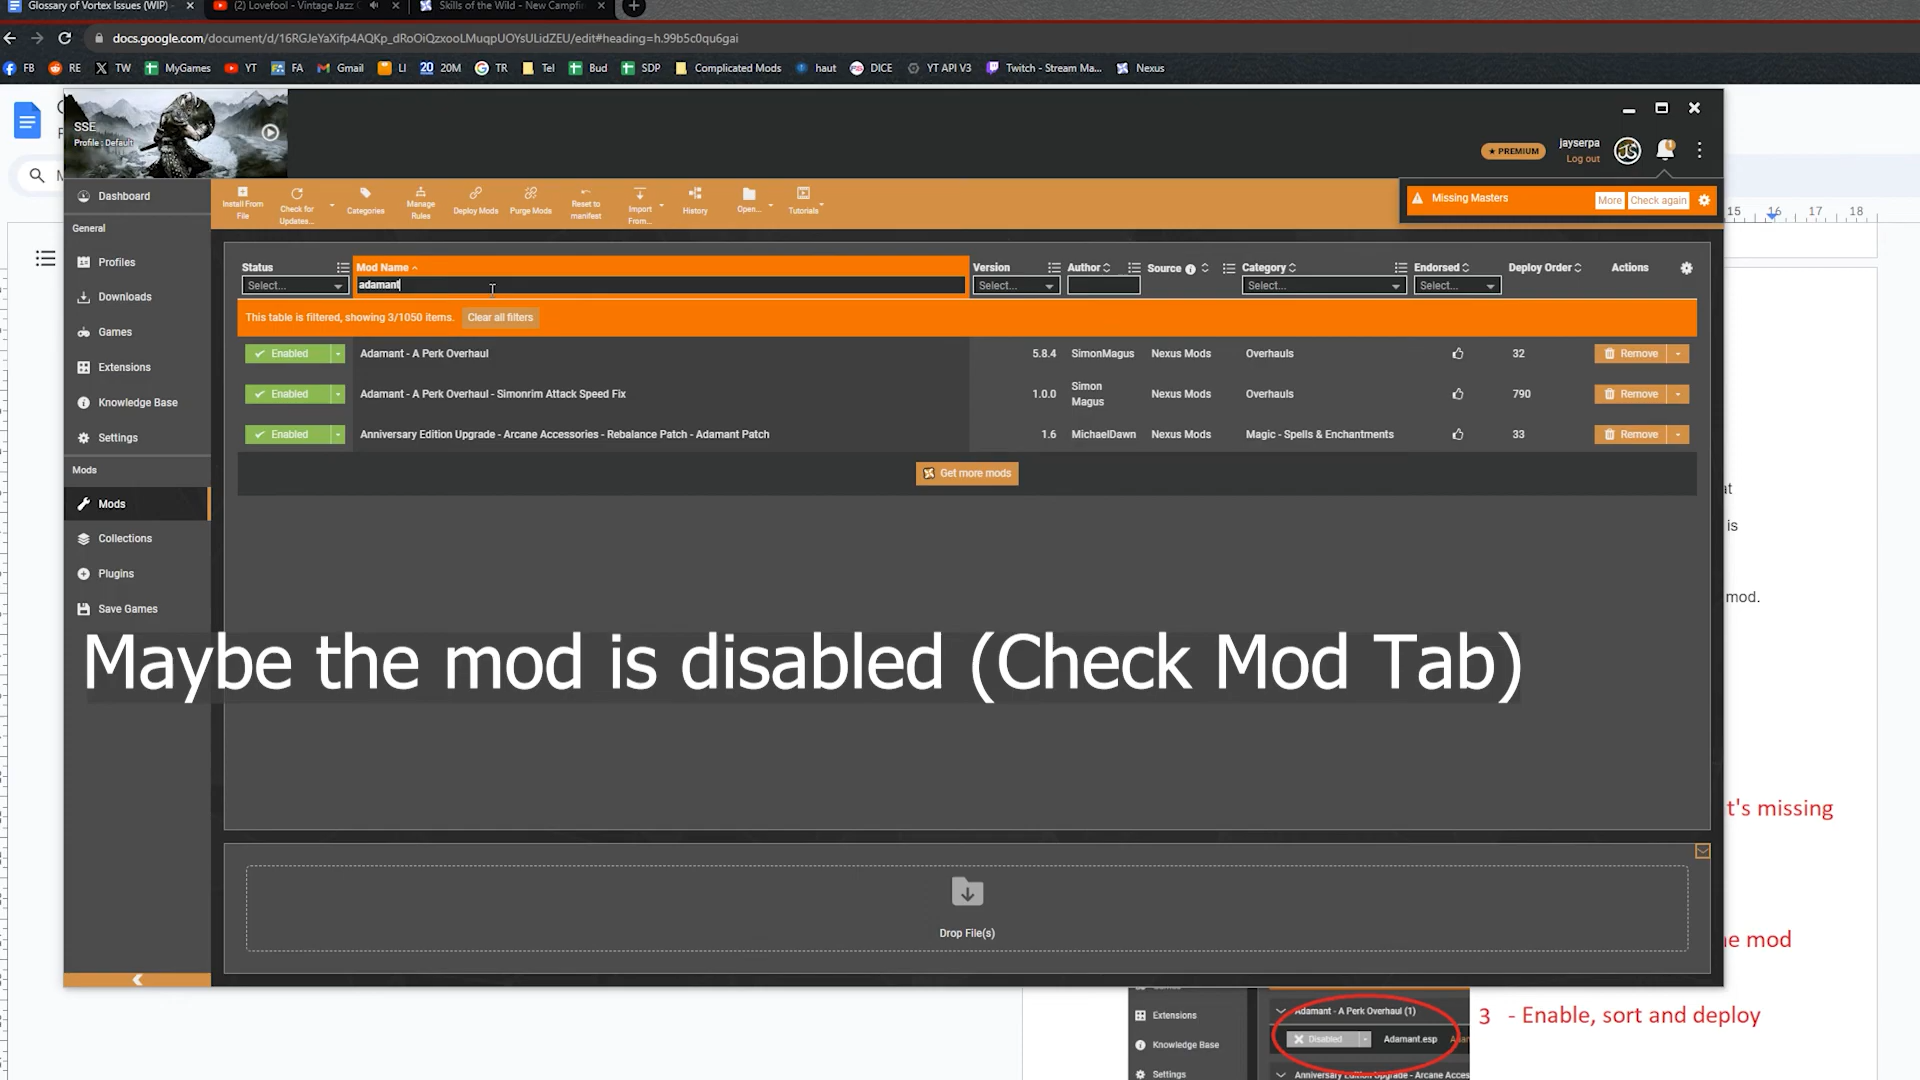 Glossary of Vortex Issues (WIP)
(2) Lovefool - Vintage Jazz
Skills of the Wild - New Campfi
docs.google.com/document/d/16RGJeYaXifp4AQKp_dRoOiQzxooLMuqpUOYsULidZEU/edit#heading=h.99b5c0qu6gai
FB RE TW MyGames YT FA Gmail LI 20 20M TR Tel Bud SDP Complicated Mods haut DICE YT API V3 Twitch - Stream Ma... Nexus
SSE
Profile : Default
PREMIUM
jayserpa
Log out
Missing Masters
More
Check again
Dashboard
General
Profiles
Downloads
Games
Extensions
Knowledge Base
Settings
Mods
Mods
Collections
Plugins
Save Games
Install From File
Check for Updates...
Categories
Manage Rules
Deploy Mods
Purge Mods
Reset to manifest
Import From...
History
Open...
Tutorials
15 16 17 18
Status Mod Name Version Author Source Category Endorsed Deploy Order Actions
Select... adamant Select... Select... Select...
This table is filtered, showing 3/1050 items. Clear all filters
Enabled Adamant - A Perk Overhaul 5.8.4 SimonMagus Nexus Mods Overhauls 32 Remove
Enabled Adamant - A Perk Overhaul - Simonrim Attack Speed Fix 1.0.0 Simon Magus Nexus Mods Overhauls 790 Remove
Enabled Anniversary Edition Upgrade - Arcane Accessories - Rebalance Patch - Adamant Patch 1.6 MichaelDawn Nexus Mods Magic - Spells & Enchantments 33 Remove
Get more mods
is
mod.
Maybe the mod is disabled (Check Mod Tab)
t's missing
Drop File(s)
e mod
Extensions
Knowledge Base
Settings
Adamant - A Perk Overhaul (1)
Disabled Adamant.esp
Anniversary Edition Upgrade - Arcane Acces
3 - Enable, sort and deploy